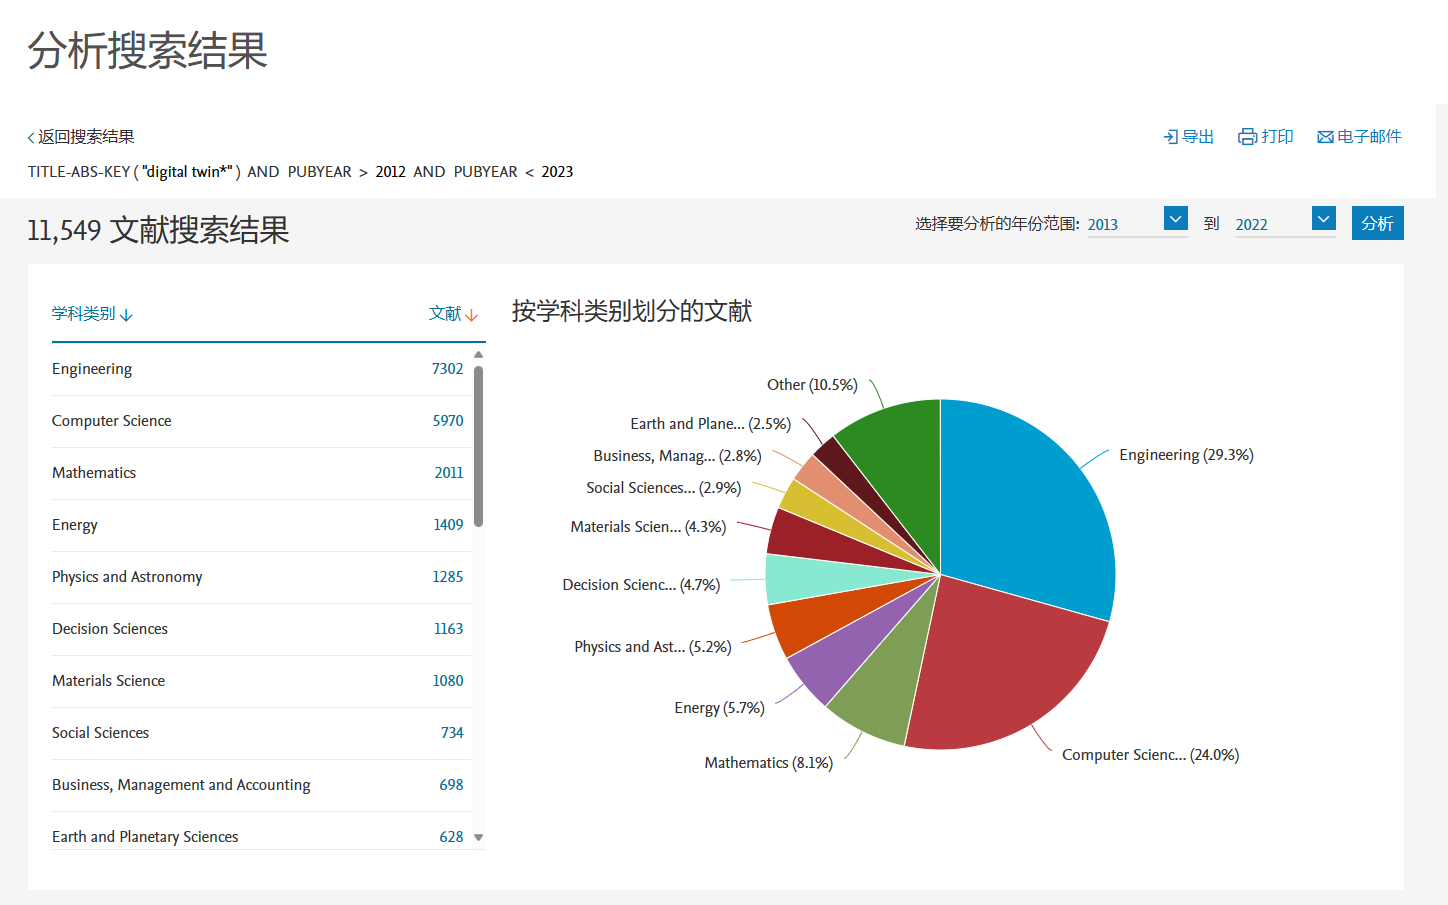 分析搜索结果
返回搜索结果
导出 打印 电子邮件
TITLE-ABS-KEY ( "digital twin*" ) AND PUBYEAR > 2012 AND PUBYEAR < 2023
11,549 文献搜索结果
选择要分析的年份范围: 2013 到 2022 分析
学科类别 文献
Engineering 7302
Computer Science 5970
Mathematics 2011
Energy 1409
Physics and Astronomy 1285
Decision Sciences 1163
Materials Science 1080
Social Sciences 734
Business, Management and Accounting 698
Earth and Planetary Sciences 628
按学科类别划分的文献
Other (10.5%)
Earth and Plane... (2.5%)
Business, Manag... (2.8%)
Social Sciences... (2.9%)
Materials Scien... (4.3%)
Decision Scienc... (4.7%)
Physics and Ast... (5.2%)
Energy (5.7%)
Mathematics (8.1%)
Engineering (29.3%)
Computer Scienc... (24.0%)